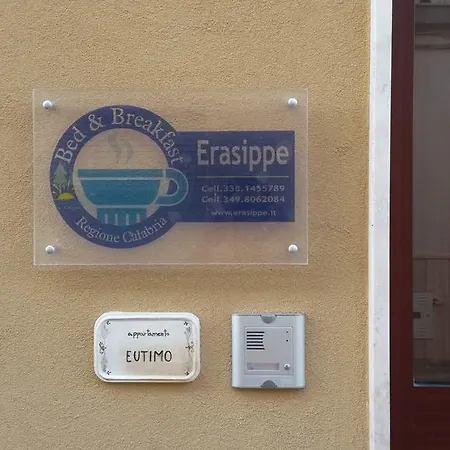 Bed & Breakfast
Regione Calabria
Erasippe
Cell.338.1455789
Cell.349.8062084
www.erasippe.it
appartamento
EUTIMO